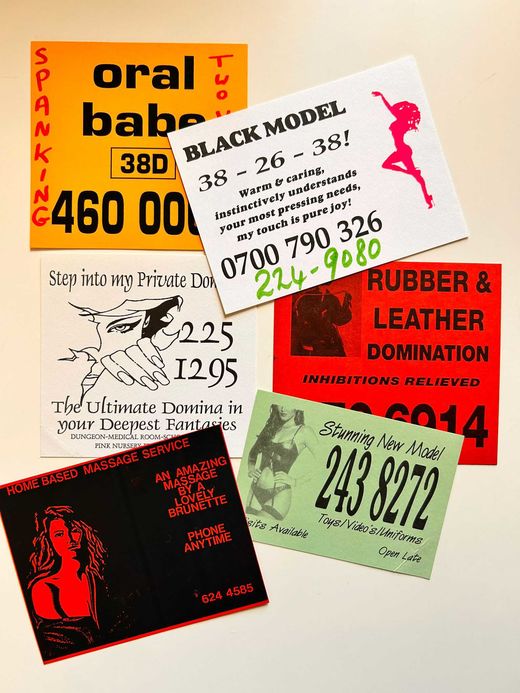 SPANKING
oral
babe
38D
460 000
BLACK MODEL
38 - 26 - 38!
Warm & caring,
instinctively understands
your most pressing needs,
my touch is pure joy!
0700 790 326
224-9080
Step into my Private
225
1295
The Ultimate Domina in
your Deepest Fantasies
DUNGEON-MEDICAL ROOM-
PINK NURSERY
RUBBER &
LEATHER
DOMINATION
INHIBITIONS RELIEVED
6914
HOME BASED MASSAGE SERVICE
AN AMAZING
MASSAGE
BY A
LOVELY
BRUNETTE
PHONE
ANYTIME
624 4585
Stunning New Model
243 8272
Toys/Video's/Uniforms
Available
Open Late